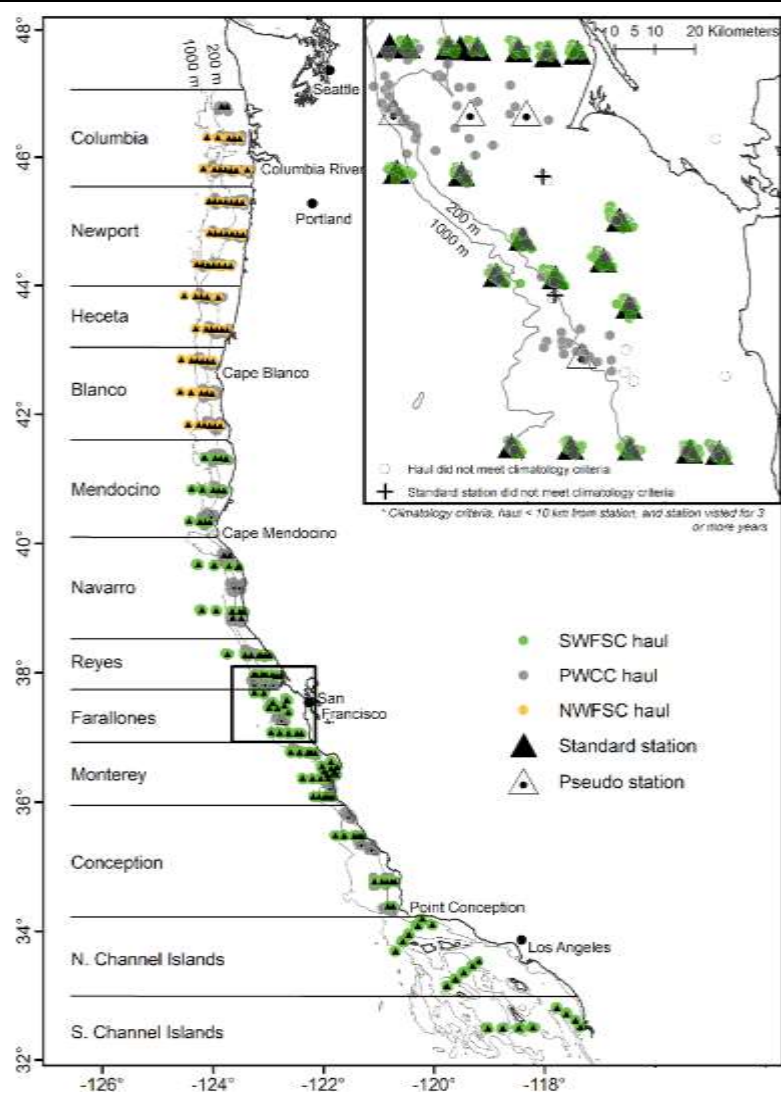 48°
46°
44°
42°
40°
38°
36°
34°
32°
-126°
-124°
-122°
-120°
-118°
1000 m
200 m
Seattle
Columbia
Columbia River
Portland
Newport
Heceta
Cape Blanco
Blanco
Mendocino
Cape Mendocino
Navarro
Reyes
San
Francisco
Farallones
Monterey
Conception
Point Conception
N. Channel Islands
Los Angeles
S. Channel Islands
0 5 10 20 Kilometers
200 m
1000 m
Haul did not meet climatology criteria
Standard station did not meet climatology criteria
* Climatology criteria, haul < 10 km from station, and station visted for 3
or more years
SWFSC haul
PWCC haul
NWFSC haul
Standard station
Pseudo station